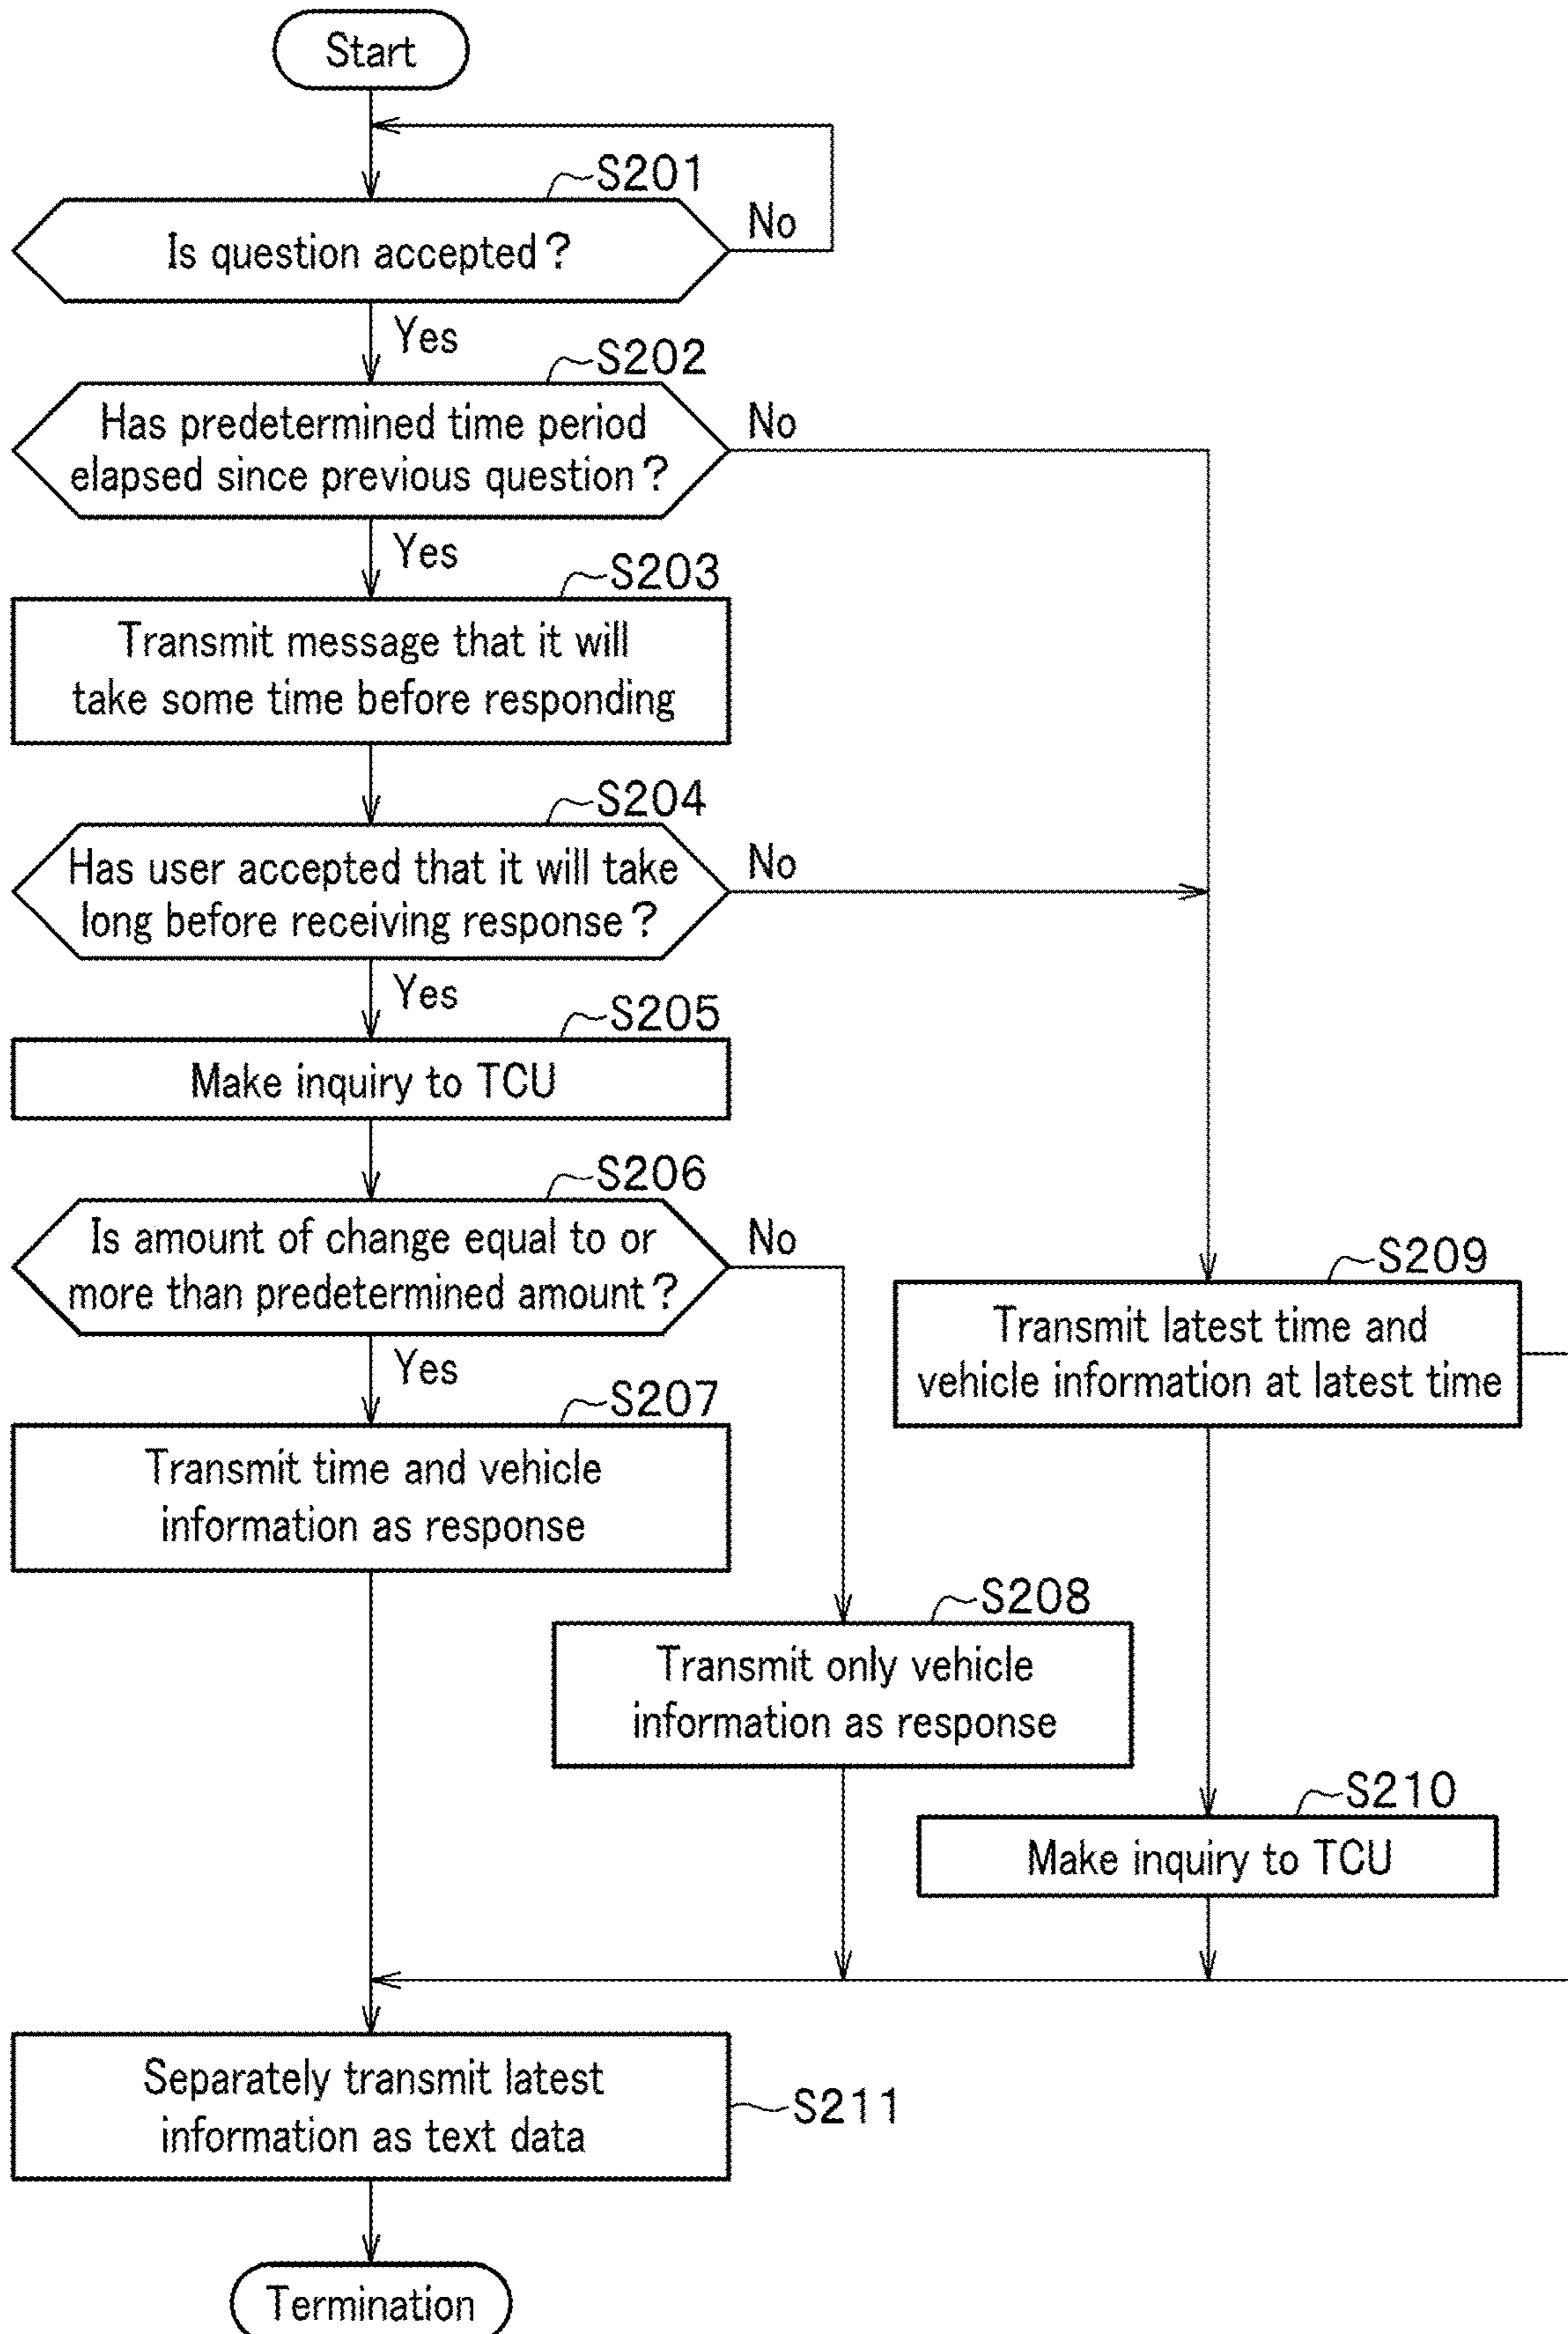 Start
S201
Is question accepted?
No
Yes
S202
Has predetermined time period
elapsed since previous question?
No
Yes
S203
Transmit message that it will
take some time before responding
S204
Has user accepted that it will take
long before receiving response?
No
Yes
S205
Make inquiry to TCU
S206
Is amount of change equal to or
more than predetermined amount?
No
Yes
S209
Transmit latest time and
vehicle information at latest time
S207
Transmit time and vehicle
information as response
S208
Transmit only vehicle
information as response
S210
Make inquiry to TCU
Separately transmit latest
information as text data
S211
Termination